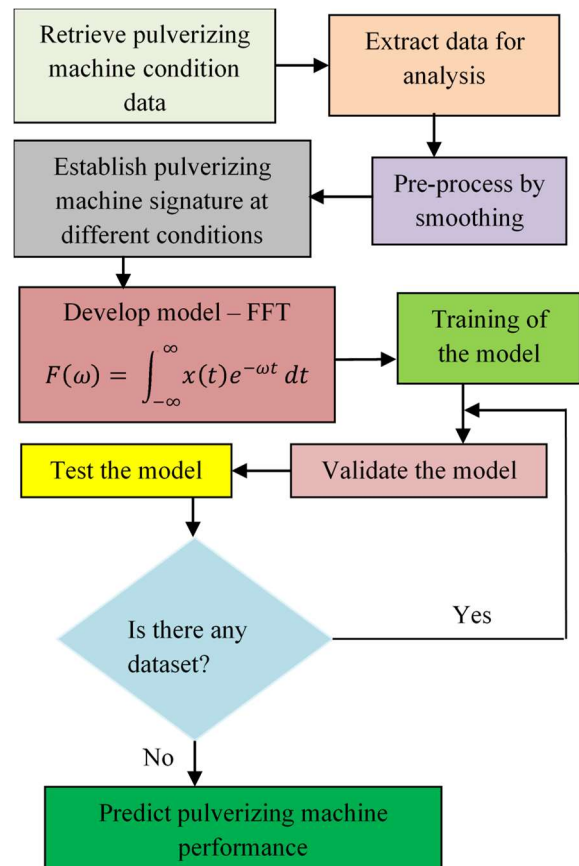 Retrieve pulverizing
machine condition
data
Extract data for
analysis
Pre-process by
smoothing
Establish pulverizing
machine signature at
different conditions
Develop model – FFT
F(ω) = ∫_{-∞}^{∞} x(t)e^{-ωt} dt
Training of
the model
Validate the model
Test the model
Is there any
dataset?
Yes
No
Predict pulverizing machine
performance